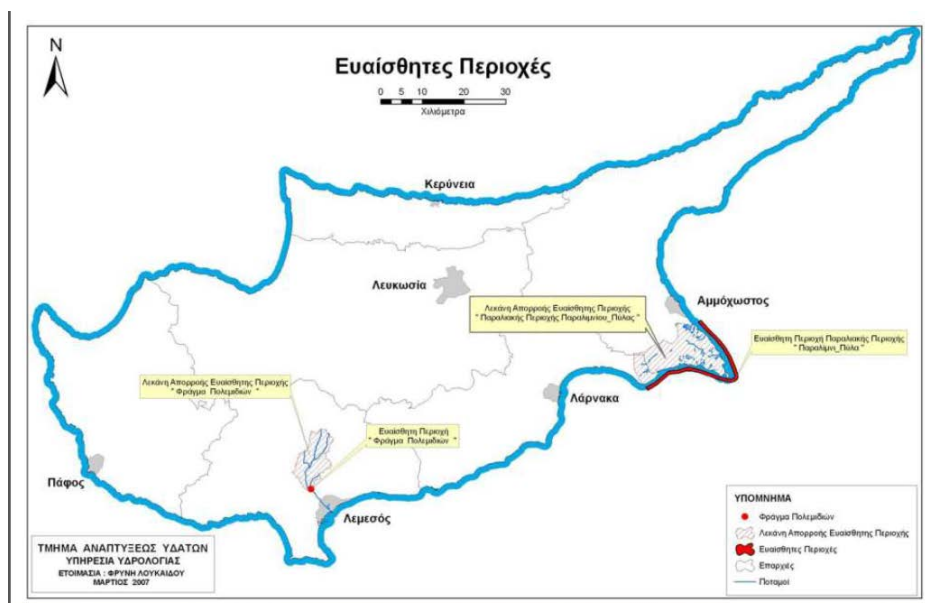 N
Ευαίσθητες Περιοχές
0 5 10 20 30
Χιλιόμετρα
Κερύνεια
Λευκωσία
Αμμόχωστος
Λεκάνη Απορροής Ευαίσθητης Περιοχής
" Παραλιακής Περιοχής Παραλιμνίου_Πύλας "
Ευαίσθητη Περιοχή Παραλιακής Περιοχής
" Παραλίμνι_Πύλα"
Λεκάνη Απορροής Ευαίσθητης Περιοχής
" Φράγμα Πολεμιδιών "
Λάρνακα
Ευαίσθητη Περιοχή
" Φράγμα Πολεμιδιών "
Πάφος
Λεμεσός
ΥΠΟΜΝΗΜΑ
Φράγμα Πολεμιδιών
Λεκάνη Απορροής Ευαίσθητης Περιοχής
Ευαίσθητες Περιοχές
Επαρχίες
Ποταμοί
ΤΜΗΜΑ ΑΝΑΠΤΥΞΕΩΣ ΥΔΑΤΩΝ
ΥΠΗΡΕΣΙΑ ΥΔΡΟΛΟΓΙΑΣ
ΕΤΟΙΜΑΣΙΑ : ΦΡΥΝΗ ΛΟΥΚΑΙΔΟΥ
ΜΑΡΤΙΟΣ 2007